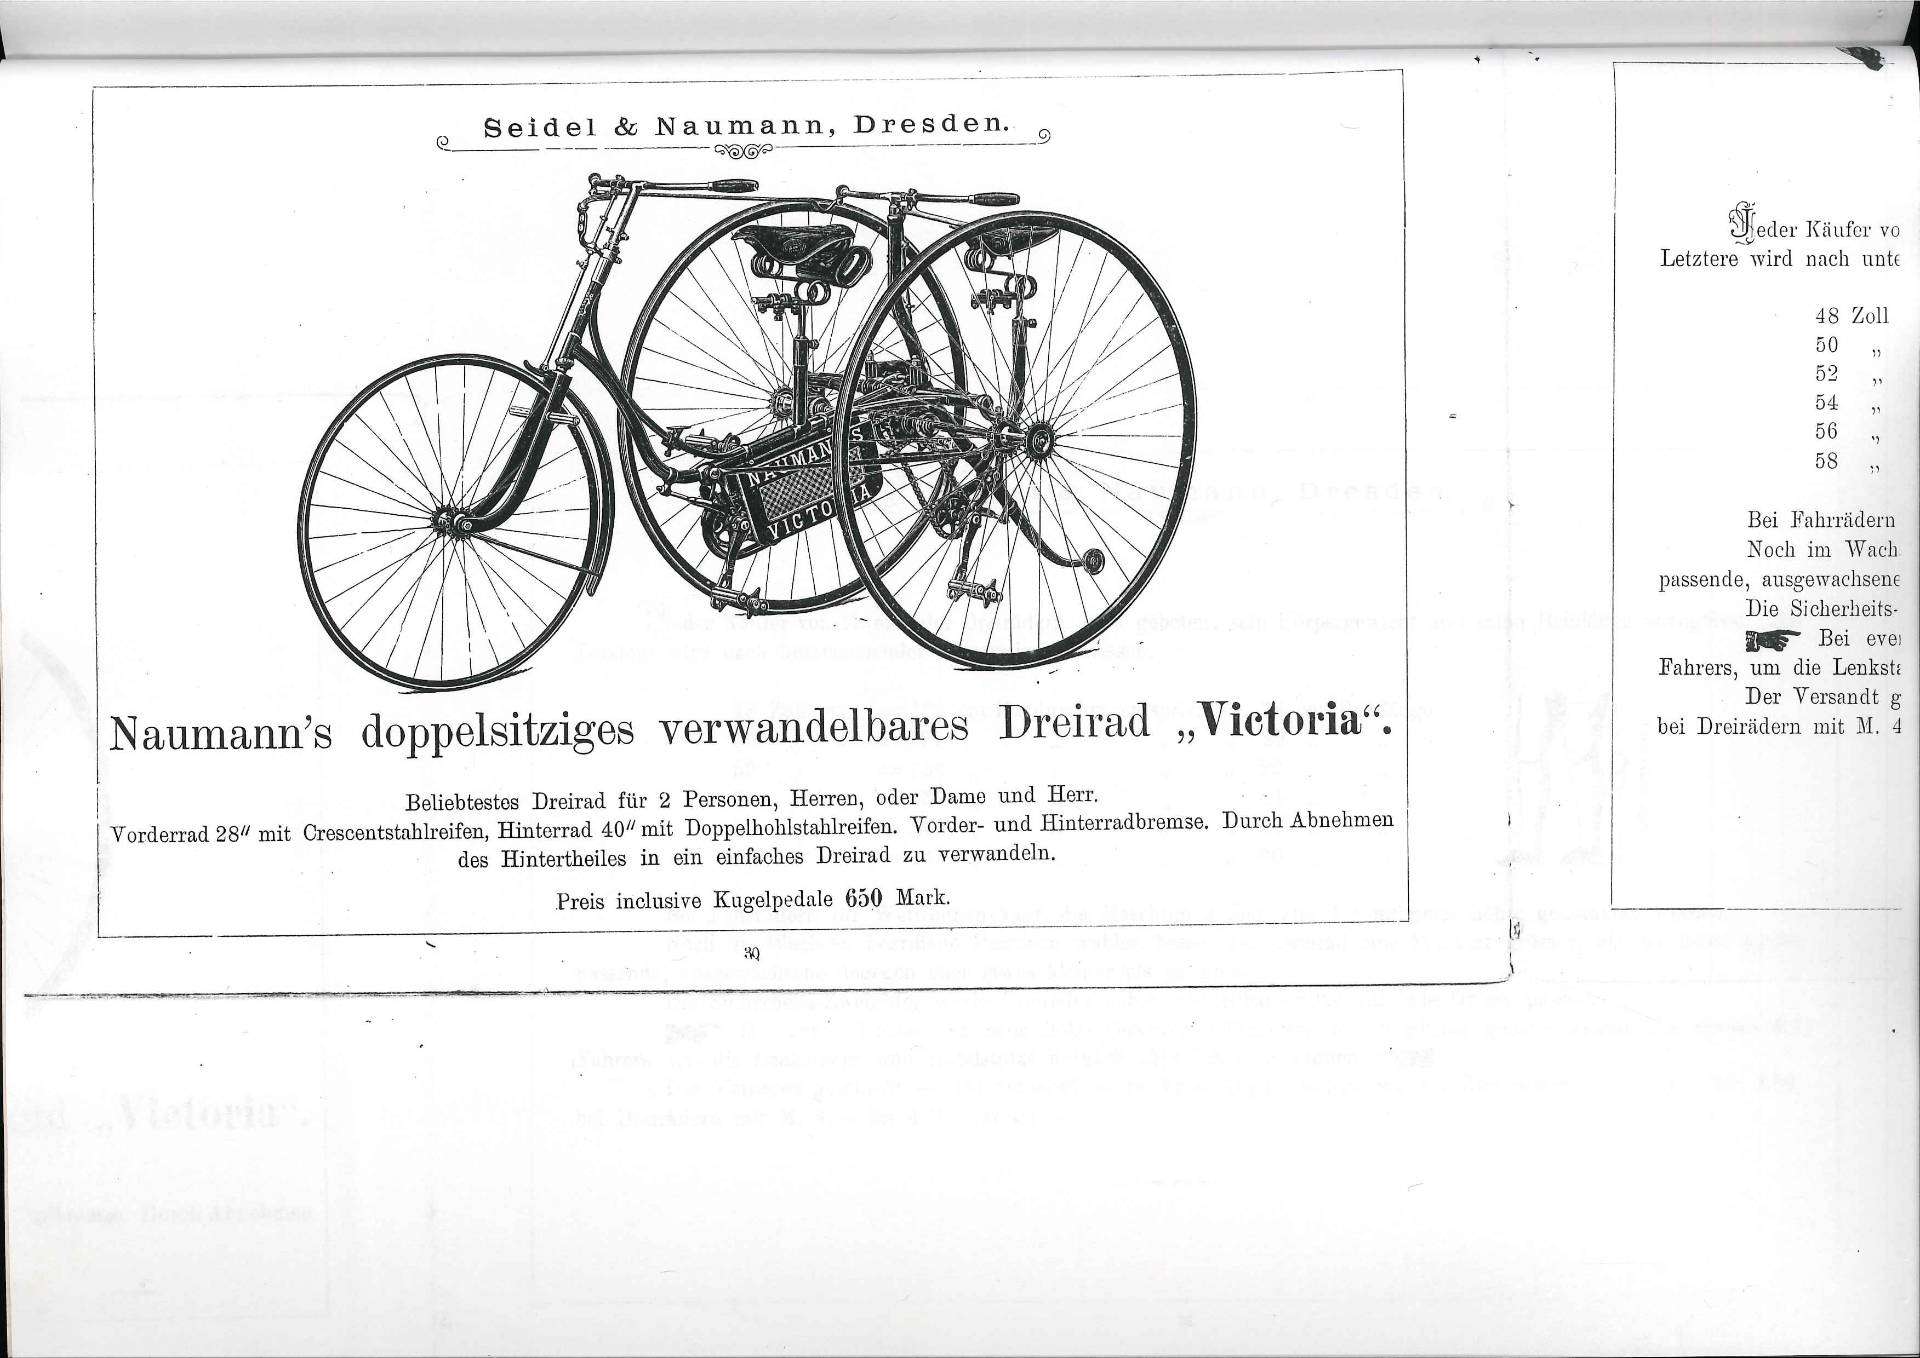 Seidel & Naumann, Dresden.
NAUMANN'S
VICTORIA
Naumann's doppelsitziges verwandelbares Dreirad „Victoria“.
Beliebtestes Dreirad für 2 Personen, Herren, oder Dame und Herr.
Vorderrad 28" mit Crescentstahlreifen, Hinterrad 40" mit Doppelhohlstahlreifen. Vorder- und Hinterradbremse. Durch Abnehmen
des Hintertheiles in ein einfaches Dreirad zu verwandeln.
Preis inclusive Kugelpedale 650 Mark.
30
Jeder Käufer vo
Letztere wird nach unte
48 Zoll
50 „
52 „
54 „
56 „
58 „
Bei Fahrrädern
Noch im Wach
passende, ausgewachsene
Die Sicherheits-
Bei eve
Fahrers, um die Lenksta
Der Versandt g
bei Dreirädern mit M. 4